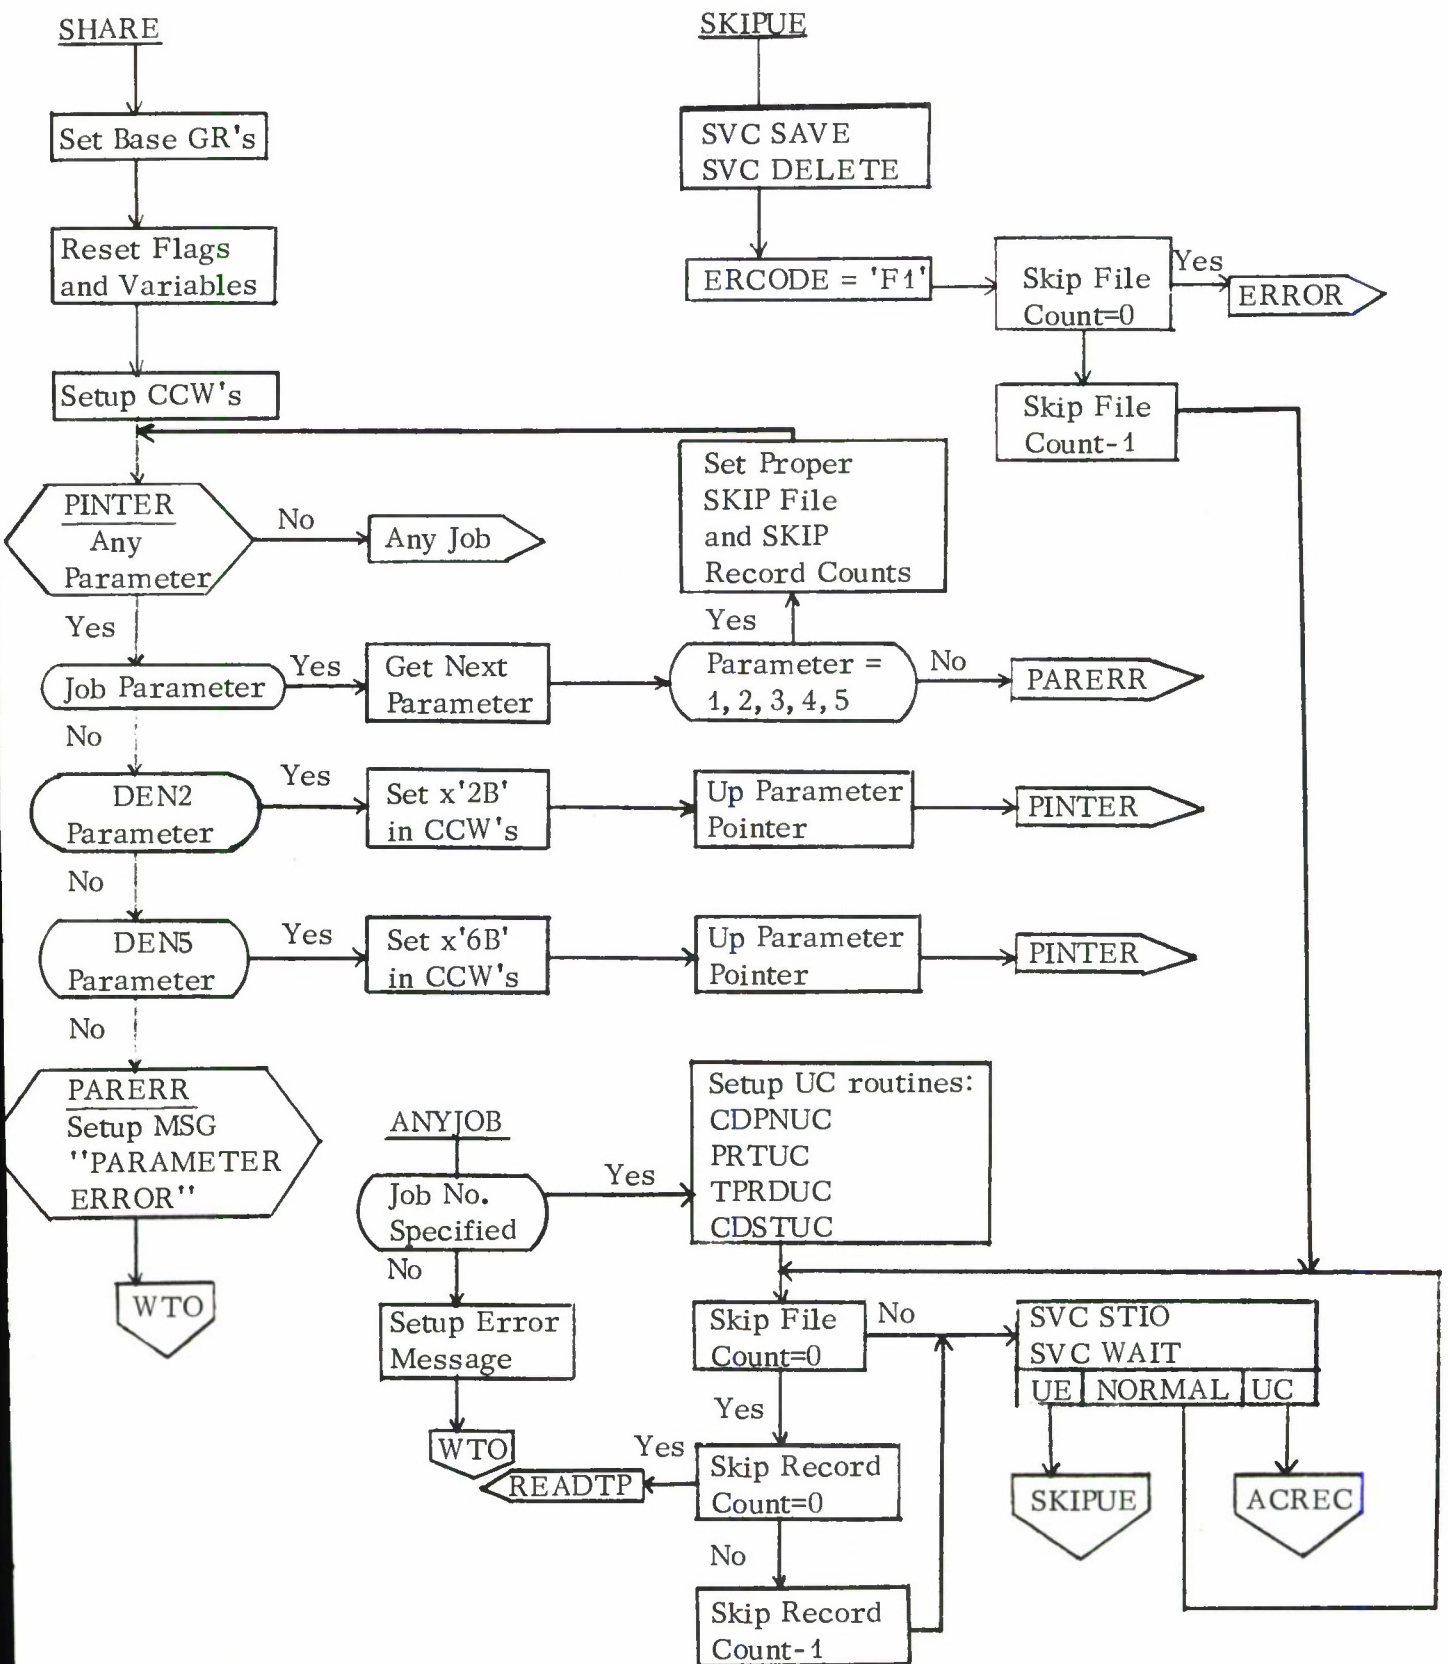 SHARE
Set Base GR's
Reset Flags
and Variables
Setup CCW's
PINTER
Any
Parameter
No
Any Job
Yes
Job Parameter
Yes
Get Next
Parameter
Parameter =
1, 2, 3, 4, 5
Yes
Set Proper
SKIP File
and SKIP
Record Counts
No
PARERR
No
DEN2
Parameter
Yes
Set x'2B'
in CCW's
Up Parameter
Pointer
PINTER
No
DEN5
Parameter
Yes
Set x'6B'
in CCW's
Up Parameter
Pointer
PINTER
No
PARERR
Setup MSG
"PARAMETER
ERROR"
WTO
SKIPUE
SVC SAVE
SVC DELETE
ERCODE = 'F1'
Skip File
Count=0
Yes
ERROR
Skip File
Count-1
ANYJOB
Job No.
Specified
Yes
Setup UC routines:
CDPNUC
PRTUC
TPRDUC
CDSTUC
No
Setup Error
Message
WTO
Skip File
Count=0
No
SVC STIO
SVC WAIT
UE NORMAL UC
SKIPUE
ACREC
Yes
Skip Record
Count=0
Yes
READTP
No
Skip Record
Count-1